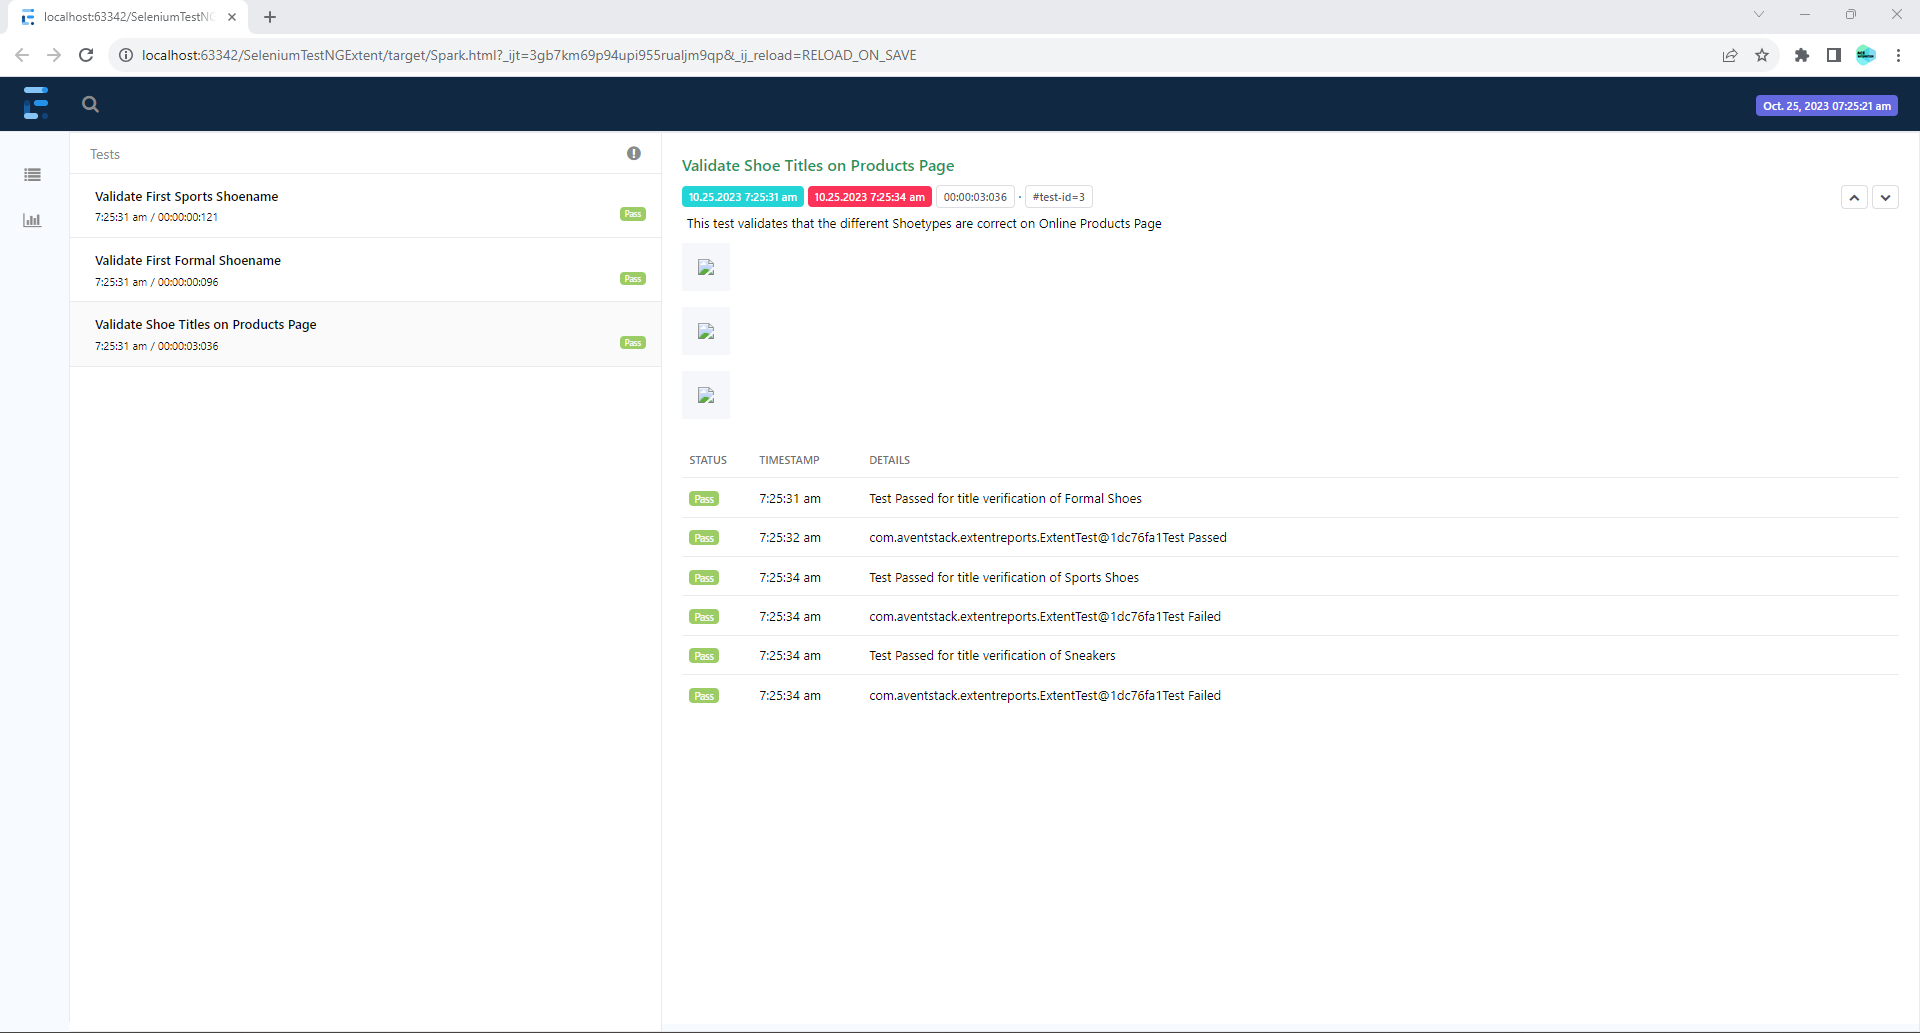 localhost:63342/SeleniumTestNG
localhost:63342/SeleniumTestNGExtent/target/Spark.html?_ijt=3gb7km69p94upi955rualjm9qp&_ij_reload=RELOAD_ON_SAVE
Oct. 25, 2023 07:25:21 am
Tests
Validate First Sports Shoename
7:25:31 am / 00:00:00:121
Pass
Validate First Formal Shoename
7:25:31 am / 00:00:00:096
Pass
Validate Shoe Titles on Products Page
7:25:31 am / 00:00:03:036
Pass
Validate Shoe Titles on Products Page
10.25.2023 7:25:31 am 10.25.2023 7:25:34 am 00:00:03:036 · #test-id=3
This test validates that the different Shoetypes are correct on Online Products Page
STATUS TIMESTAMP DETAILS
Pass 7:25:31 am Test Passed for title verification of Formal Shoes
Pass 7:25:32 am com.aventstack.extentreports.ExtentTest@1dc76fa1Test Passed
Pass 7:25:34 am Test Passed for title verification of Sports Shoes
Pass 7:25:34 am com.aventstack.extentreports.ExtentTest@1dc76fa1Test Failed
Pass 7:25:34 am Test Passed for title verification of Sneakers
Pass 7:25:34 am com.aventstack.extentreports.ExtentTest@1dc76fa1Test Failed